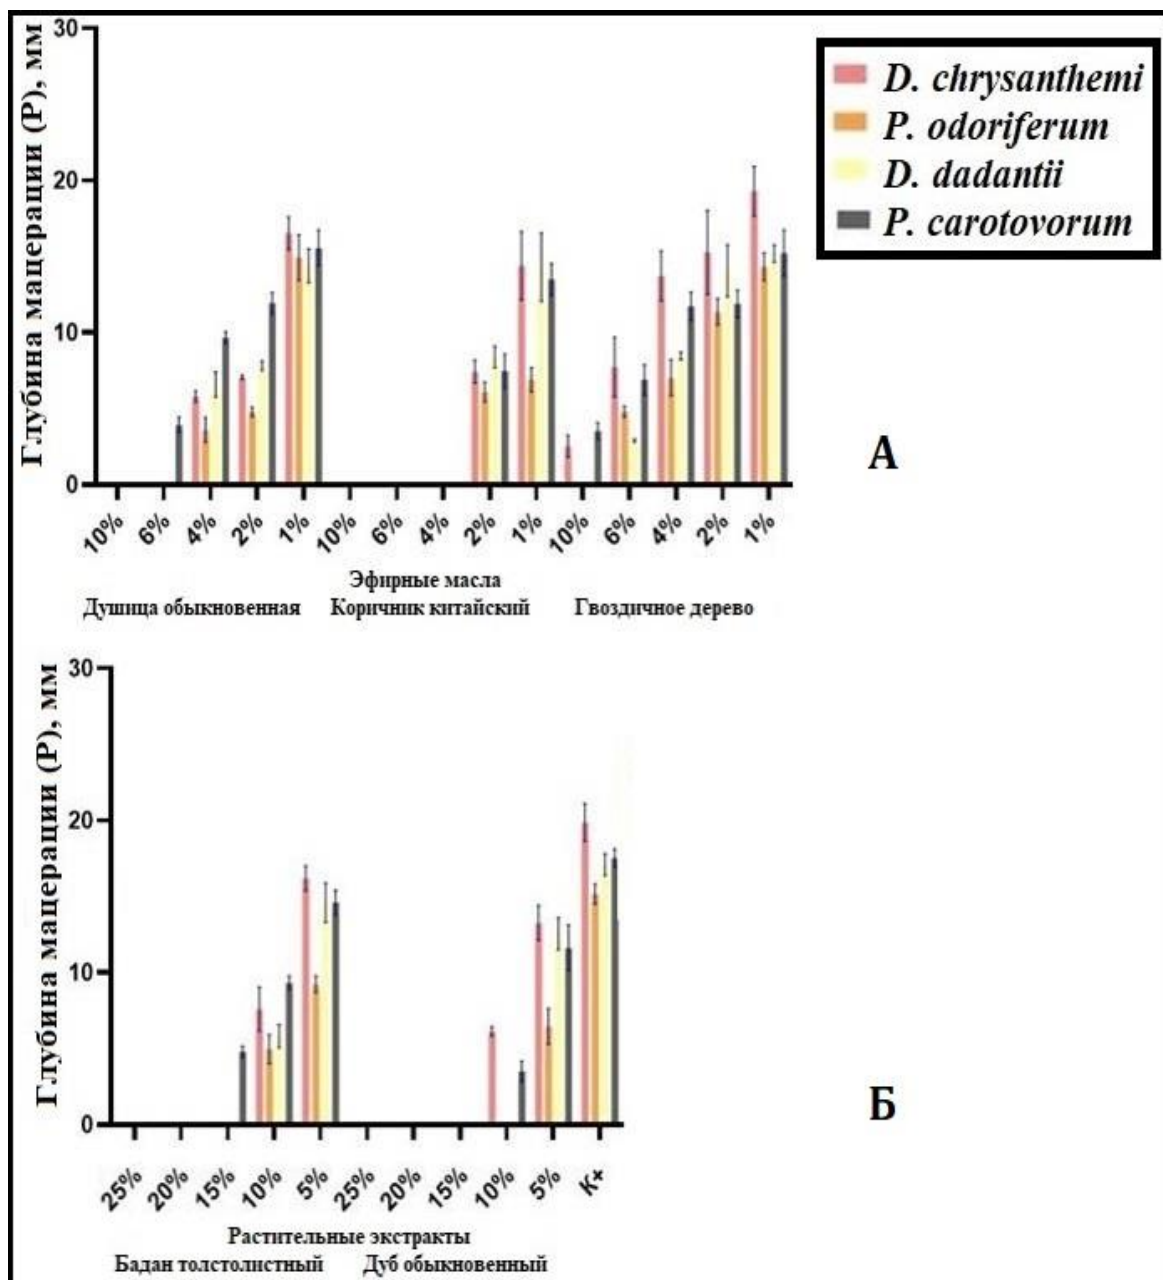 Глубина мацерации (P), мм
30
20
10
0
D. chrysanthemi
P. odoriferum
D. dadantii
P. carotovorum
А
10% 6% 4% 2% 1% 10% 6% 4% 2% 1% 10% 6% 4% 2% 1%
Эфирные масла
Душица обыкновенная Коричник китайский Гвоздичное дерево
Глубина мацерации (P), мм
30
20
10
0
Б
25% 20% 15% 10% 5% 25% 20% 15% 10% 5% K+
Растительные экстракты
Бадан толстолистный Дуб обыкновенный